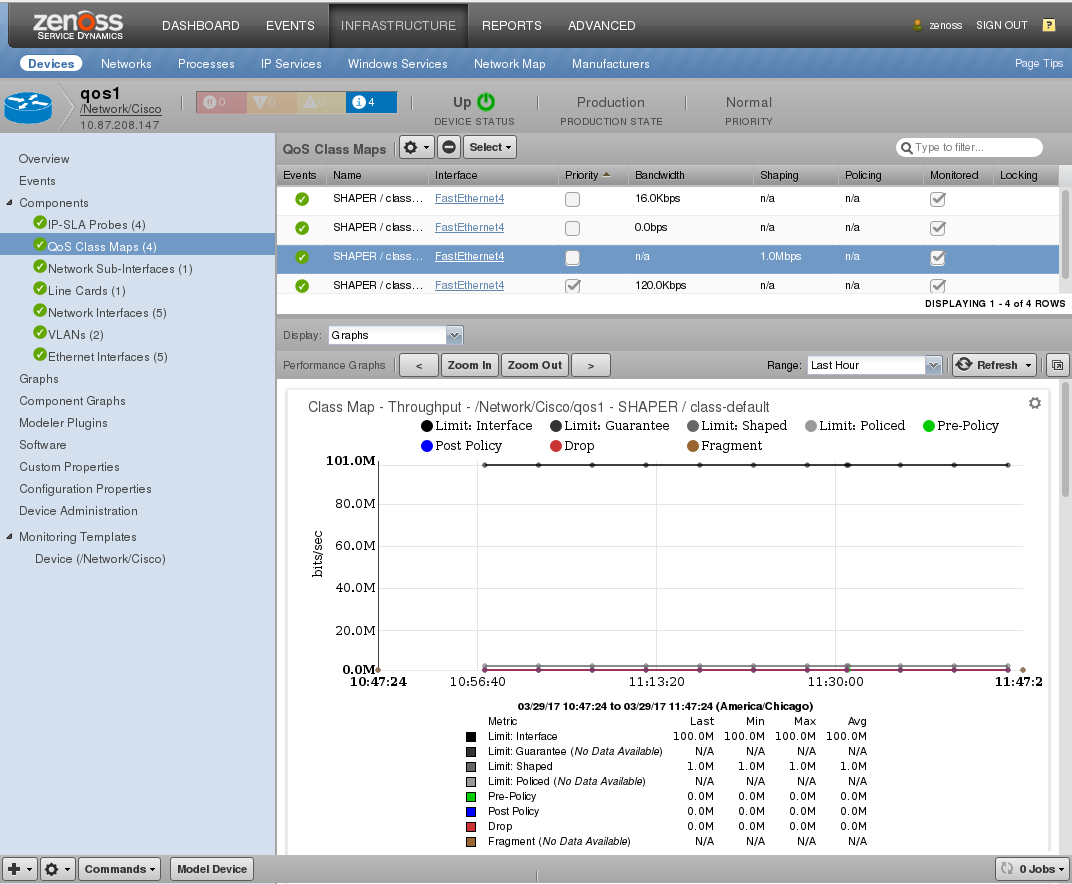 zenoss
SERVICE DYNAMICS
DASHBOARD EVENTS INFRASTRUCTURE REPORTS ADVANCED
zenoss SIGN OUT ?
Devices Networks Processes IP Services Windows Services Network Map Manufacturers Page Tips
qos1
/Network/Cisco
10.87.208.147
0 0 0 4
Up
DEVICE STATUS
Production
PRODUCTION STATE
Normal
PRIORITY
Overview
Events
Components
IP-SLA Probes (4)
QoS Class Maps (4)
Network Sub-Interfaces (1)
Line Cards (1)
Network Interfaces (5)
VLANs (2)
Ethernet Interfaces (5)
Graphs
Component Graphs
Modeler Plugins
Software
Custom Properties
Configuration Properties
Device Administration
Monitoring Templates
Device (/Network/Cisco)
QoS Class Maps Select Type to filter...
Events Name Interface Priority Bandwidth Shaping Policing Monitored Locking
SHAPER / class... FastEthernet4 16.0Kbps n/a n/a
SHAPER / class... FastEthernet4 0.0bps n/a n/a
SHAPER / class... FastEthernet4 n/a 1.0Mbps n/a
SHAPER / class... FastEthernet4 120.0Kbps n/a n/a
DISPLAYING 1 - 4 of 4 ROWS
Display: Graphs
Performance Graphs < Zoom In Zoom Out > Range: Last Hour Refresh
Class Map - Throughput - /Network/Cisco/qos1 - SHAPER / class-default
Limit: Interface Limit: Guarantee Limit: Shaped Limit: Policed Pre-Policy
Post Policy Drop Fragment
101.0M
80.0M
60.0M
40.0M
20.0M
0.0M
bits/sec
10:47:24 10:56:40 11:13:20 11:30:00 11:47:2
03/29/17 10:47:24 to 03/29/17 11:47:24 (America/Chicago)
Metric Last Min Max Avg
Limit: Interface 100.0M 100.0M 100.0M 100.0M
Limit: Guarantee (No Data Available) N/A N/A N/A N/A
Limit: Shaped 1.0M 1.0M 1.0M 1.0M
Limit: Policed (No Data Available) N/A N/A N/A N/A
Pre-Policy 0.0M 0.0M 0.0M 0.0M
Post Policy 0.0M 0.0M 0.0M 0.0M
Drop 0.0M 0.0M 0.0M 0.0M
Fragment (No Data Available) N/A N/A N/A N/A
Commands Model Device 0 Jobs